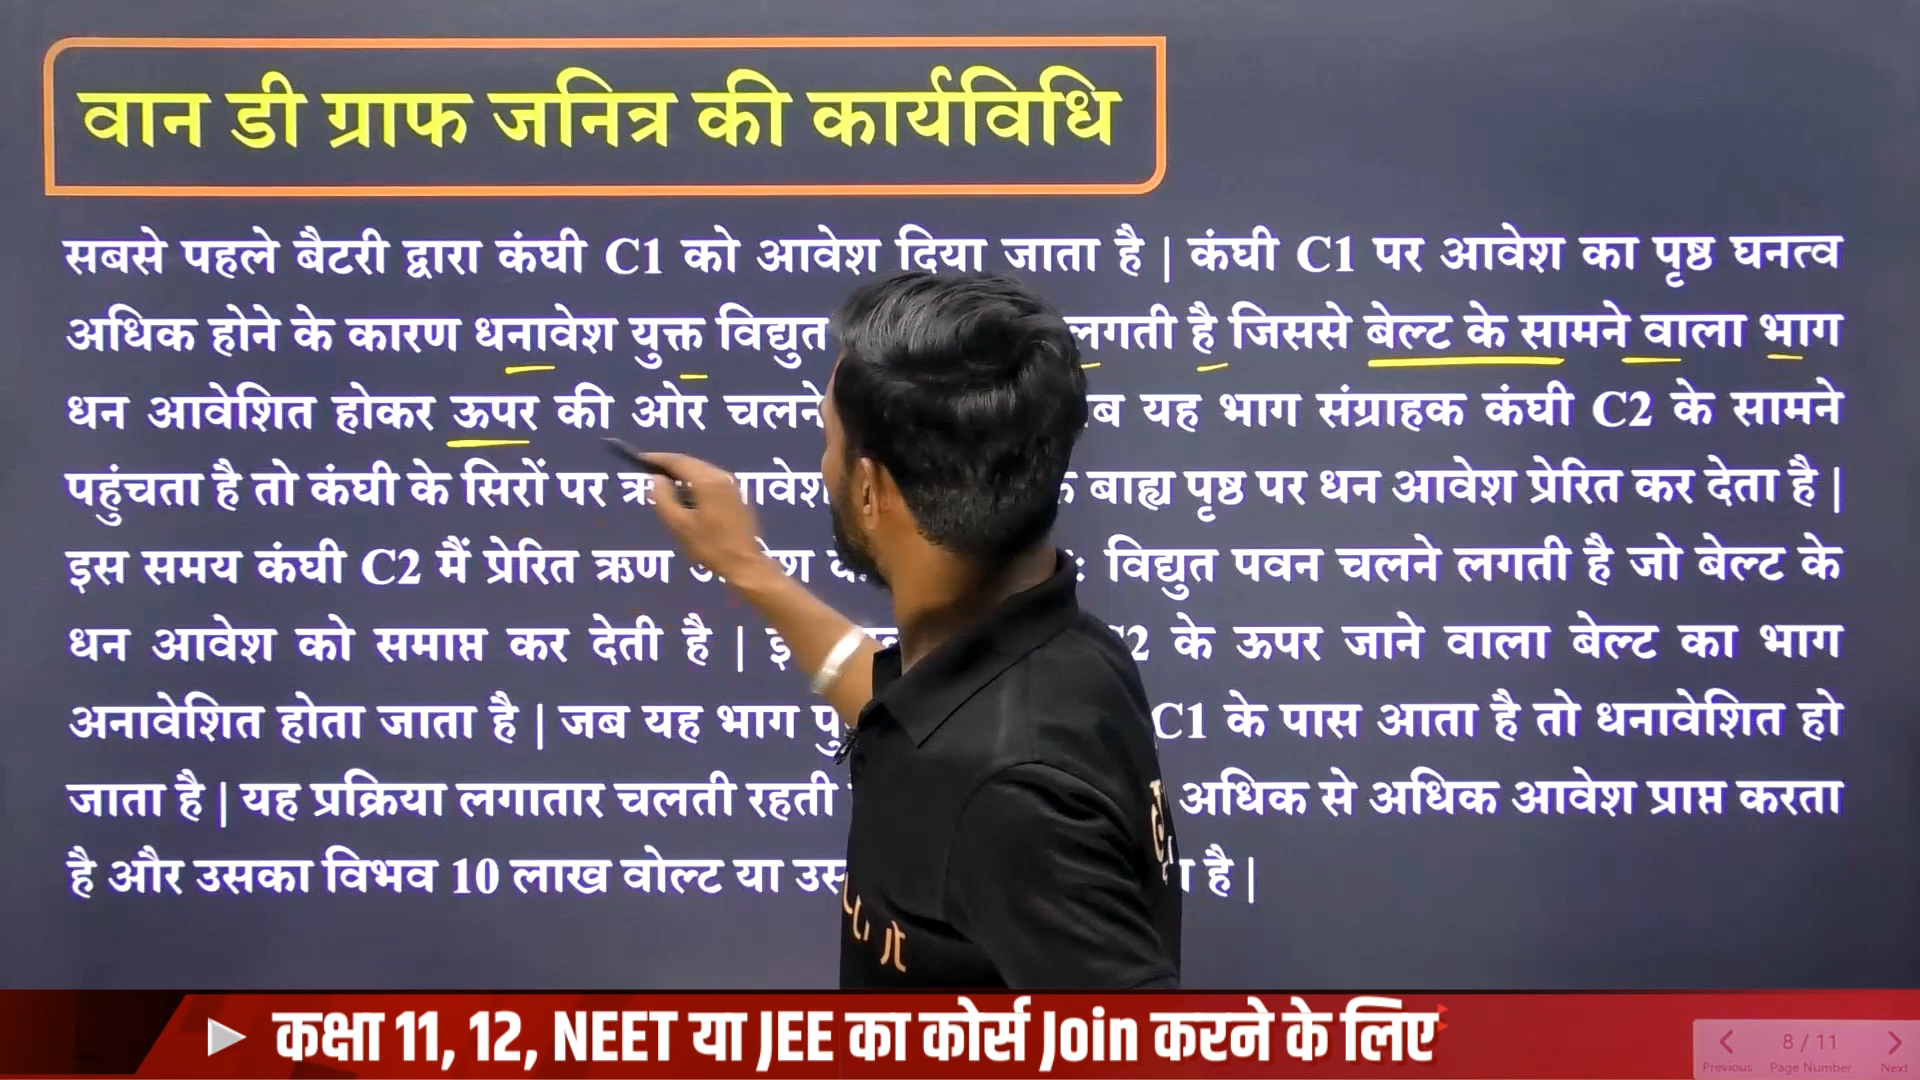 वान डी ग्राफ जनित्र की कार्यविधि
सबसे पहले बैटरी द्वारा कंघी C1 को आवेश दिया जाता है | कंघी C1 पर आवेश का पृष्ठ घनत्व
अधिक होने के कारण धनावेश युक्त विद्युत लगती है जिससे बेल्ट के सामने वाला भाग
धन आवेशित होकर ऊपर की ओर चलने यह भाग संग्राहक कंघी C2 के सामने
पहुंचता है तो कंघी के सिरों पर बाह्य पृष्ठ पर धन आवेश प्रेरित कर देता है |
इस समय कंघी C2 मैं प्रेरित ऋण विद्युत पवन चलने लगती है जो बेल्ट के
धन आवेश को समाप्त कर देती है | के ऊपर जाने वाला बेल्ट का भाग
अनावेशित होता जाता है | जब यह भाग C1 के पास आता है तो धनावेशित हो
जाता है | यह प्रक्रिया लगातार चलती रहती अधिक से अधिक आवेश प्राप्त करता
है और उसका विभव 10 लाख वोल्ट या है |
कक्षा 11, 12, NEET या JEE का कोर्स Join करने के लिए
8 / 11
Previous Page Number Next